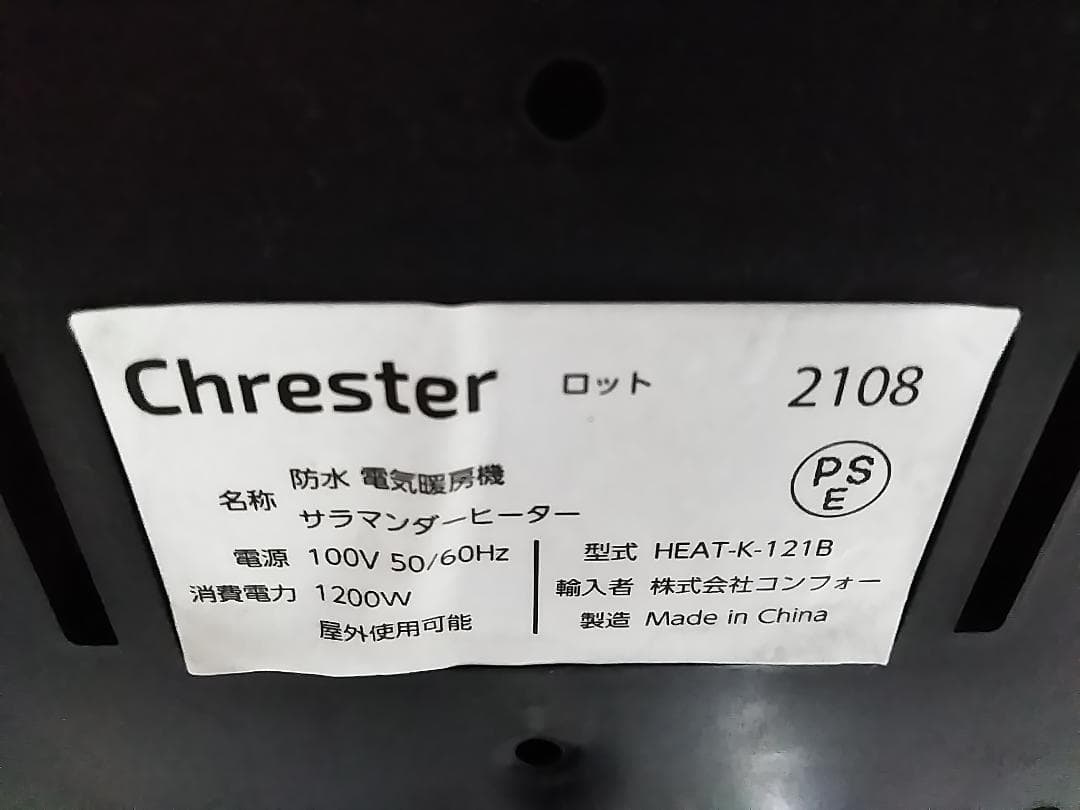 Chrester ロット 2108
PSE
名称 防水 電気暖房機
サラマンダーヒーター
電源 100V 50/60Hz
消費電力 1200W
屋外使用可能
型式 HEAT-K-121B
輸入者 株式会社コンフォー
製造 Made in China